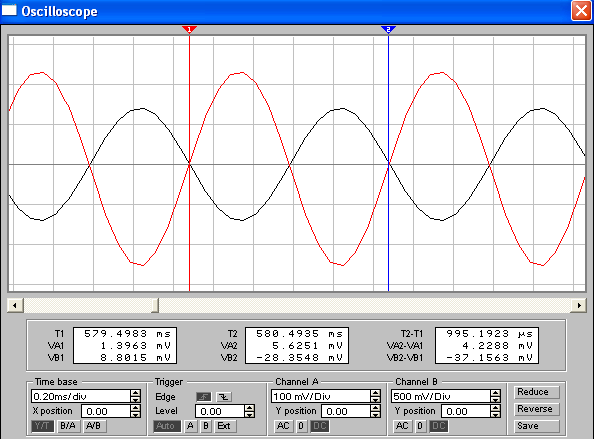 Oscilloscope
1 2
T1 579.4983 ms T2 580.4935 ms T2-T1 995.1923 µs
VA1 1.3963 mV VA2 5.6251 mV VA2-VA1 4.2288 mV
VB1 8.8015 mV VB2 -28.3548 mV VB2-VB1 -37.1563 mV
Time base Trigger Channel A Channel B
0.20ms/div Edge 100 mV/Div 500 mV/Div Reduce
X position 0.00 Level 0.00 Y position 0.00 Y position 0.00 Reverse
Y/T B/A A/B Auto A B Ext AC 0 DC AC 0 DC Save